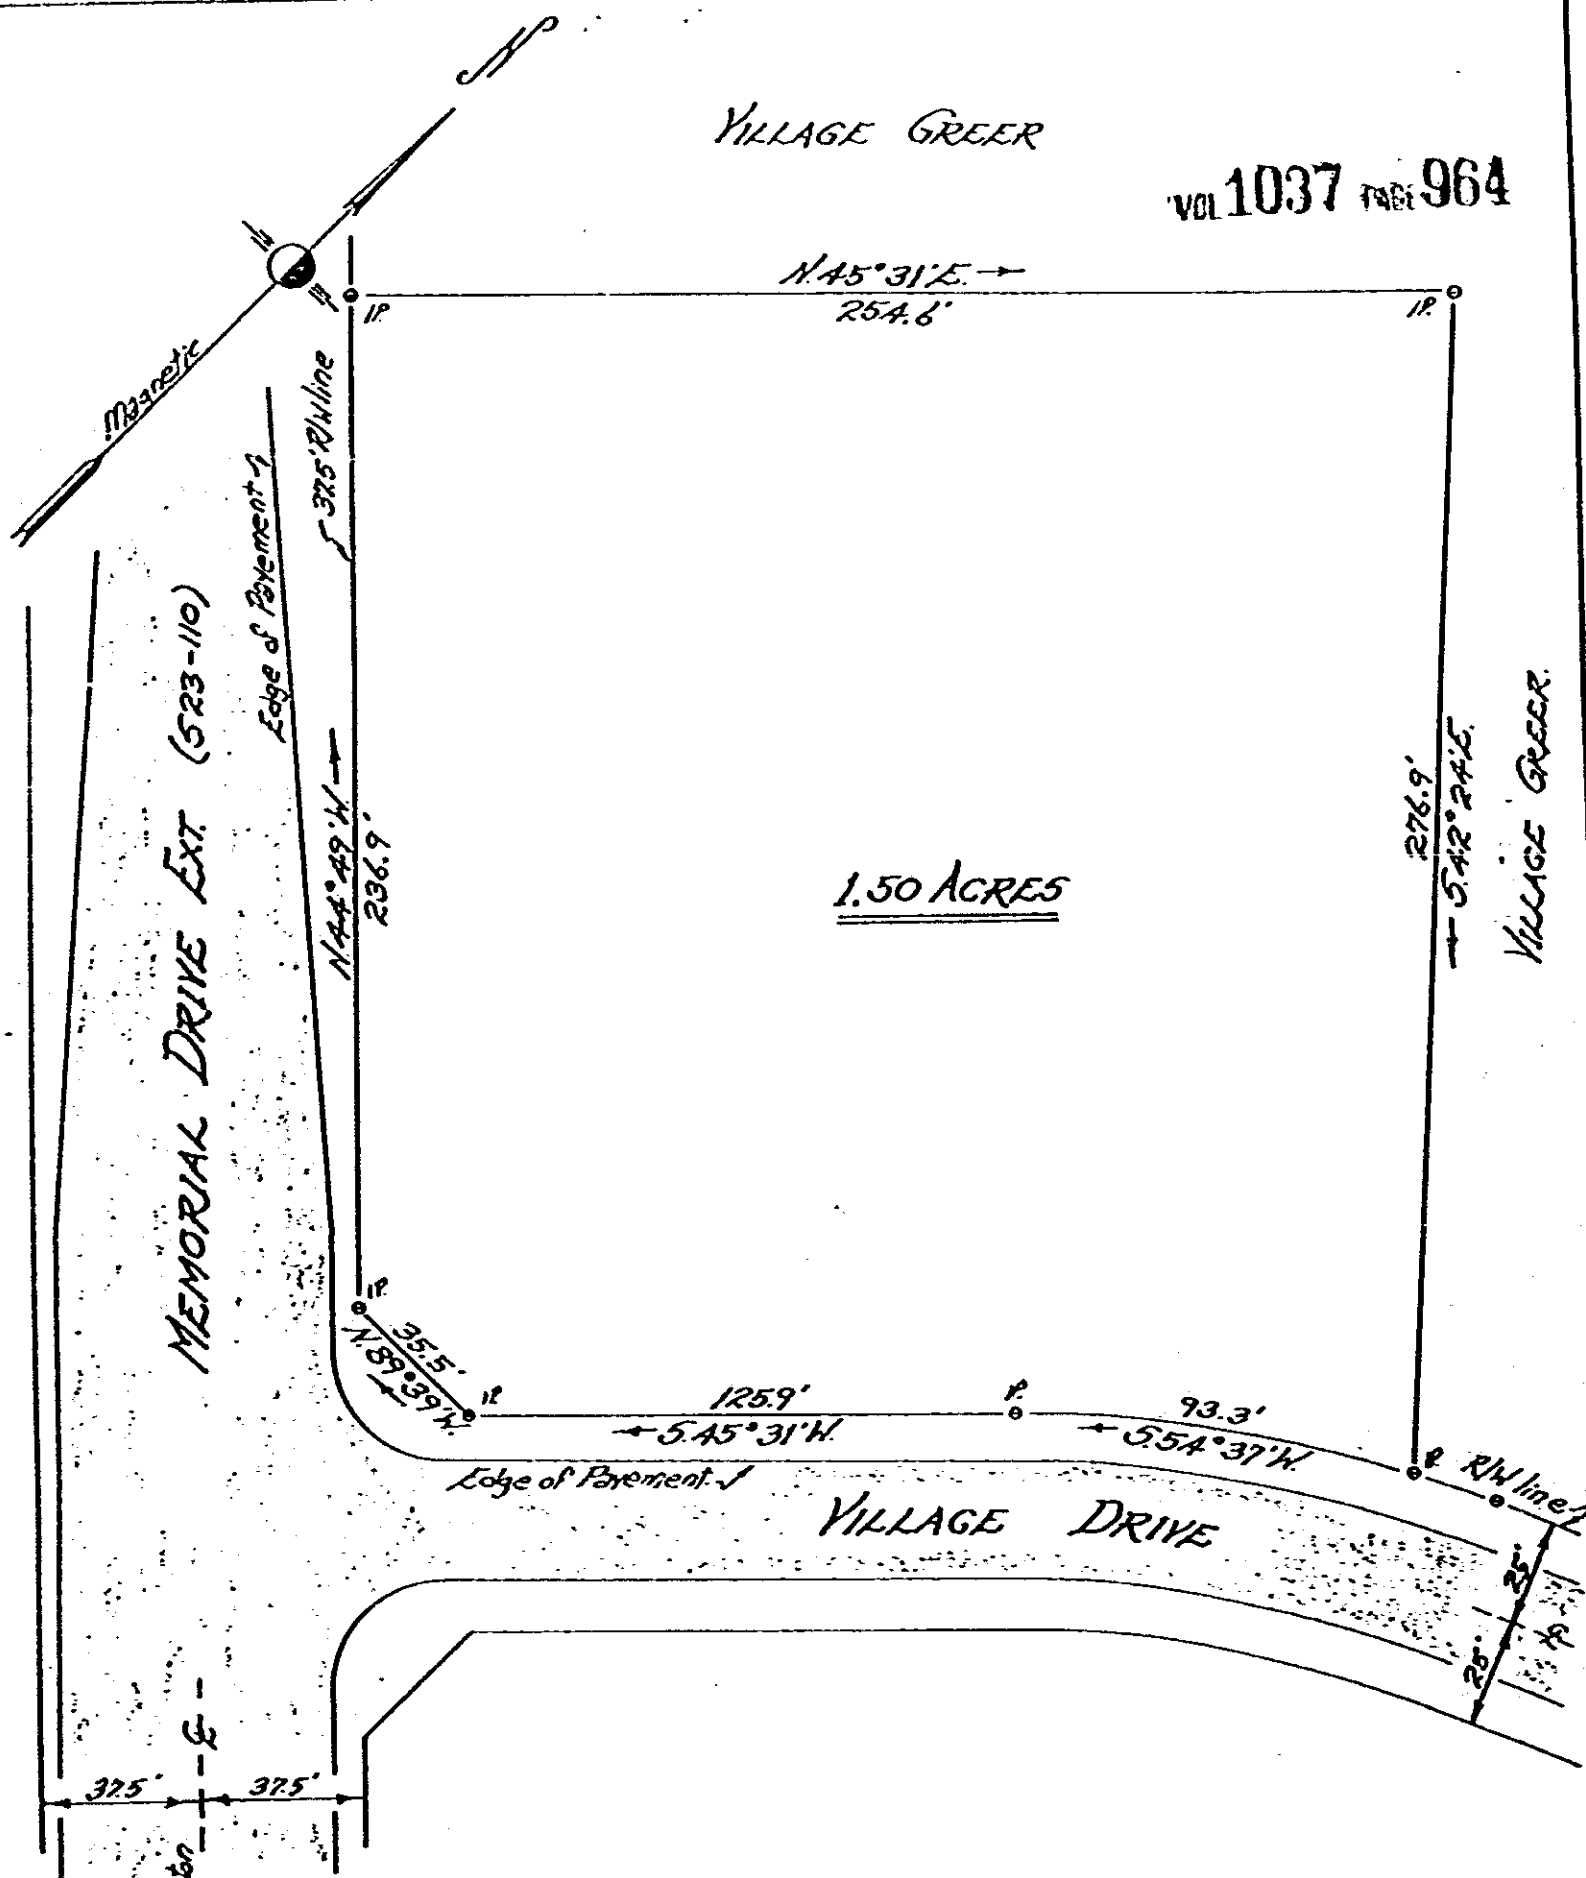 N
VILLAGE GREER
VOL 1037 PAGE 964
N.45°31'E. →
254.6'
I.P.
I.P.
Magnetic
37.5' R/W line
Edge of Pavement
MEMORIAL DRIVE EXT. (523-110)
N.44°49'W. →
236.9'
1.50 ACRES
276.9'
← S.42°24'E.
VILLAGE GREER.
I.P.
35.5'
N.89°39'W.
I.P.
125.9'
← S.45°31'W.
P.
93.3'
← S.54°37'W.
P.
R/W line
Edge of Pavement
VILLAGE DRIVE
25'
25'
37.5'
37.5'